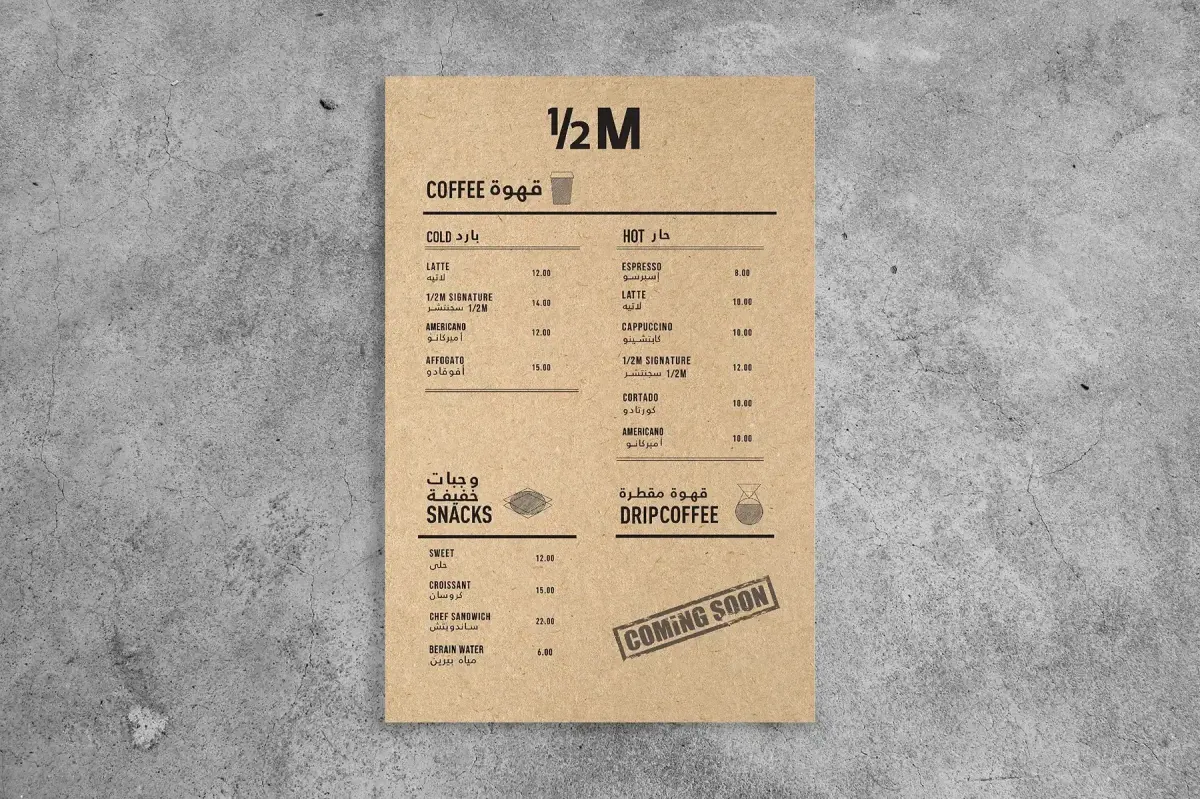 ½M
COFFEE قهوة
COLD بارد
LATTE 12.00
لاتيه
1/2M SIGNATURE 14.00
سجنتشر 1/2M
AMERICANO 12.00
أميركانو
AFFOGATO 15.00
أفوقادو
HOT حار
ESPRESSO 8.00
إسبرسو
LATTE 10.00
لاتيه
CAPPUCCINO 10.00
كابتشينو
1/2M SIGNATURE 12.00
سجنتشر 1/2M
CORTADO 10.00
كورتادو
AMERICANO 10.00
أميركانو
وجبات
خفيفة
SNACKS
SWEET 12.00
حلى
CROISSANT 15.00
كروسان
CHEF SANDWICH 22.00
ساندويتش
BERAIN WATER 6.00
مياه بيرين
قهوة مقطرة
DRIPCOFFEE
COMiNG SOON